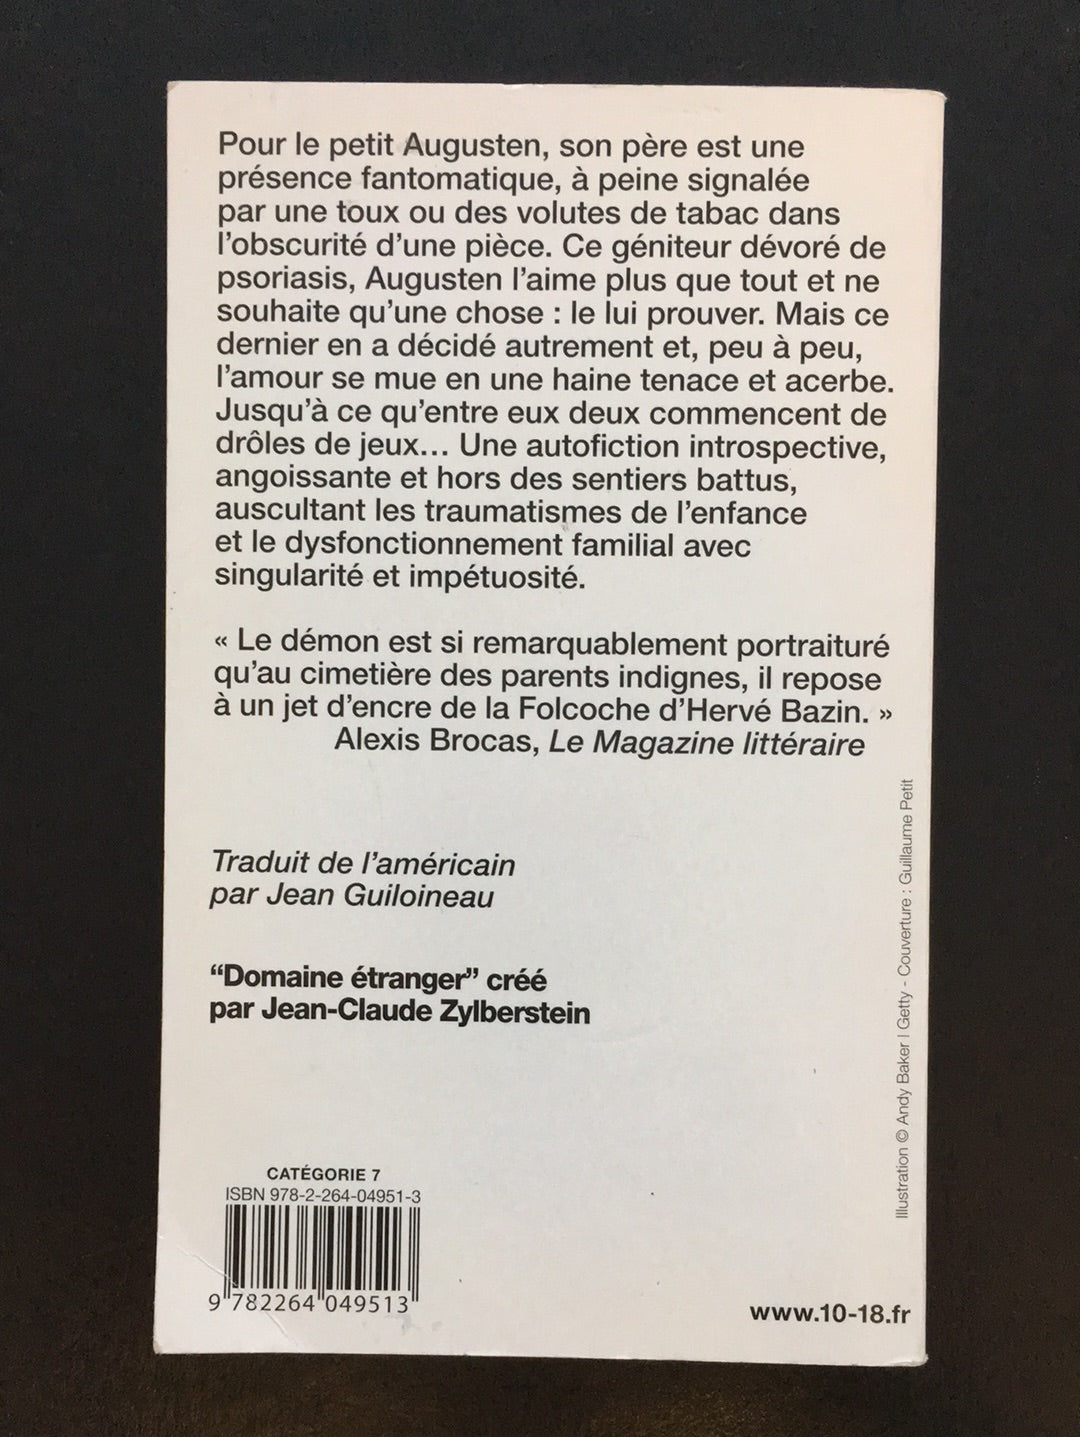 Pour le petit Augusten, son père est une
présence fantomatique, à peine signalée
par une toux ou des volutes de tabac dans
l'obscurité d'une pièce. Ce géniteur dévoré de
psoriasis, Augusten l'aime plus que tout et ne
souhaite qu'une chose : le lui prouver. Mais ce
dernier en a décidé autrement et, peu à peu,
l'amour se mue en une haine tenace et acerbe.
Jusqu'à ce qu'entre eux deux commencent de
drôles de jeux... Une autofiction introspective,
angoissante et hors des sentiers battus,
auscultant les traumatismes de l'enfance
et le dysfonctionnement familial avec
singularité et impétuosité.
« Le démon est si remarquablement portraituré
qu'au cimetière des parents indignes, il repose
à un jet d'encre de la Folcoche d'Hervé Bazin. »
Alexis Brocas, Le Magazine littéraire
Traduit de l'américain
par Jean Guiloineau
“Domaine étranger” créé
par Jean-Claude Zylberstein
Illustration © Andy Baker | Getty - Couverture : Guillaume Petit
CATÉGORIE 7
ISBN 978-2-264-04951-3
9 782264 049513
www.10-18.fr